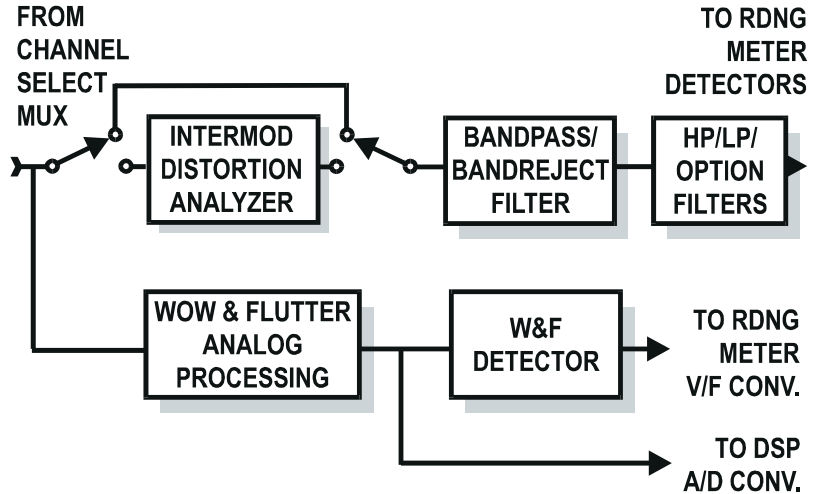 FROM
CHANNEL
SELECT
MUX
TO RDNG
METER
DETECTORS
INTERMOD
DISTORTION
ANALYZER
BANDPASS/
BANDREJECT
FILTER
HP/LP/
OPTION
FILTERS
WOW & FLUTTER
ANALOG
PROCESSING
W&F
DETECTOR
TO RDNG
METER
V/F CONV.
TO DSP
A/D CONV.